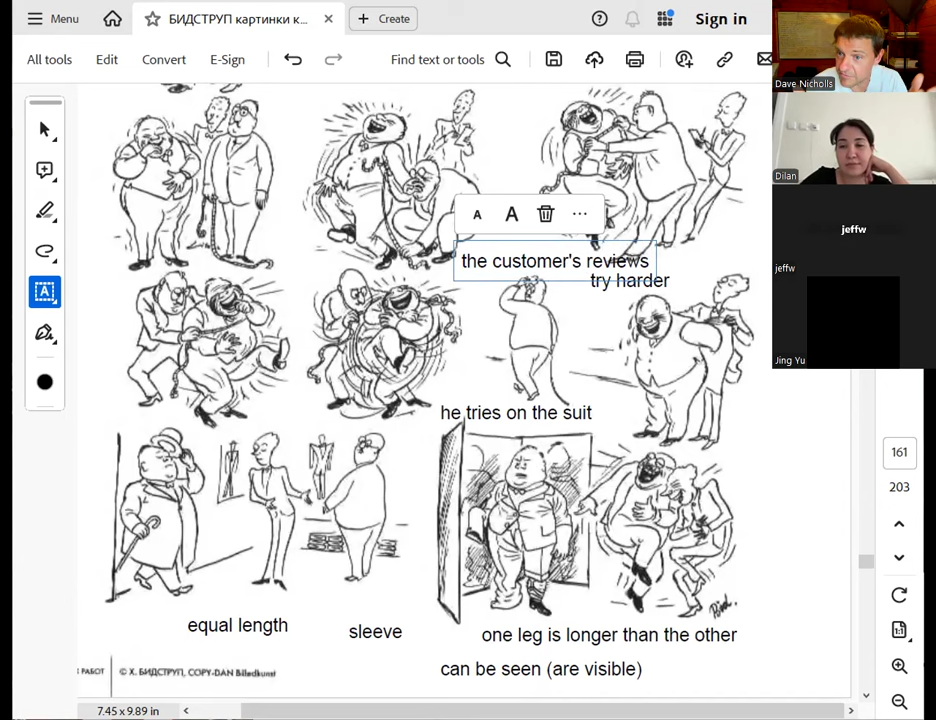 Menu
БИДСТРУП картинки к...
Create
Sign in
All tools
Edit
Convert
E-Sign
Find text or tools
Dave Nicholls
Dilan
jeffw
jeffw
Jing Yu
A A ...
the customer's reviews
try harder
he tries on the suit
equal length
sleeve
one leg is longer than the other
can be seen (are visible)
РАБОТ
© Х. БИДСТРУП, COPY-DAN Billedkunst
161
203
1:1
7.45 x 9.89 in